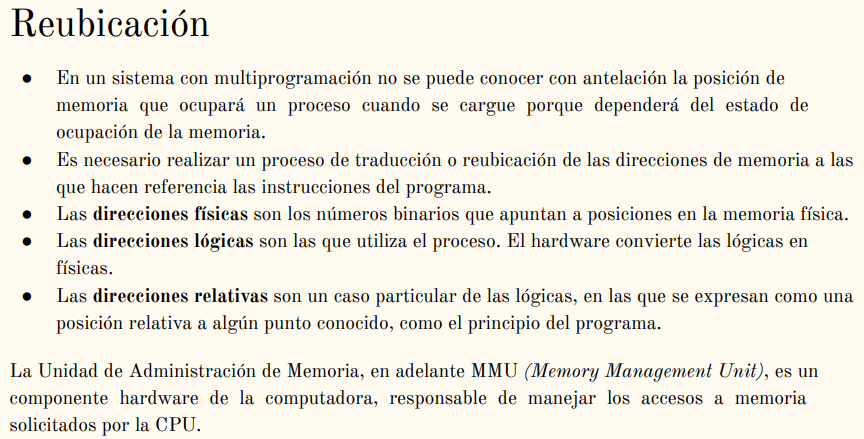 Reubicación
● En un sistema con multiprogramación no se puede conocer con antelación la posición de
memoria que ocupará un proceso cuando se cargue porque dependerá del estado de
ocupación de la memoria.
● Es necesario realizar un proceso de traducción o reubicación de las direcciones de memoria a las
que hacen referencia las instrucciones del programa.
● Las direcciones físicas son los números binarios que apuntan a posiciones en la memoria física.
● Las direcciones lógicas son las que utiliza el proceso. El hardware convierte las lógicas en
físicas.
● Las direcciones relativas son un caso particular de las lógicas, en las que se expresan como una
posición relativa a algún punto conocido, como el principio del programa.
La Unidad de Administración de Memoria, en adelante MMU (Memory Management Unit), es un
componente hardware de la computadora, responsable de manejar los accesos a memoria
solicitados por la CPU.